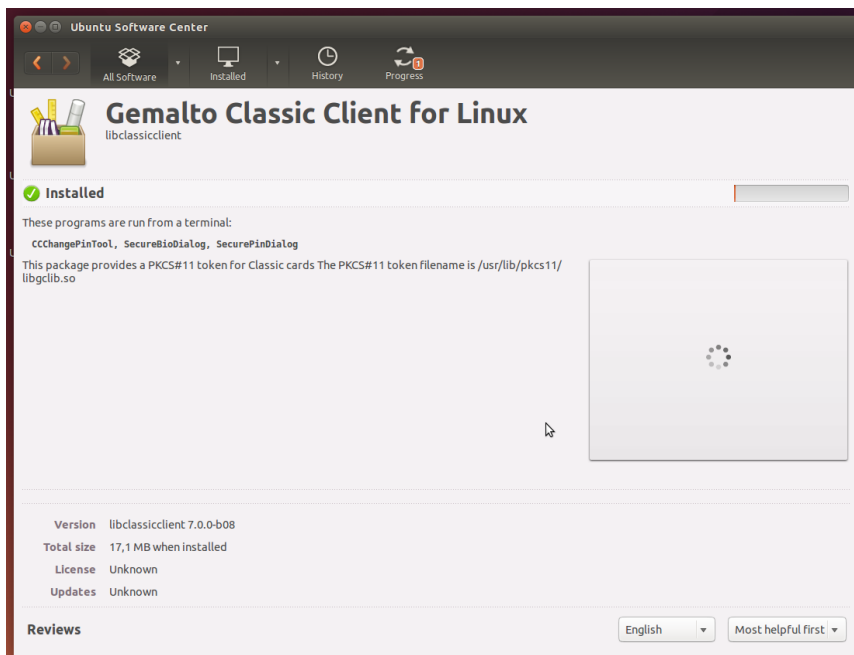 Ubuntu Software Center
All Software
Installed
History
Progress
1
Gemalto Classic Client for Linux
libclassicclient
Installed
These programs are run from a terminal:
CCChangePinTool, SecureBioDialog, SecurePinDialog
This package provides a PKCS#11 token for Classic cards The PKCS#11 token filename is /usr/lib/pkcs11/
libgclib.so
Version libclassicclient 7.0.0-b08
Total size 17,1 MB when installed
License Unknown
Updates Unknown
Reviews
English
Most helpful first